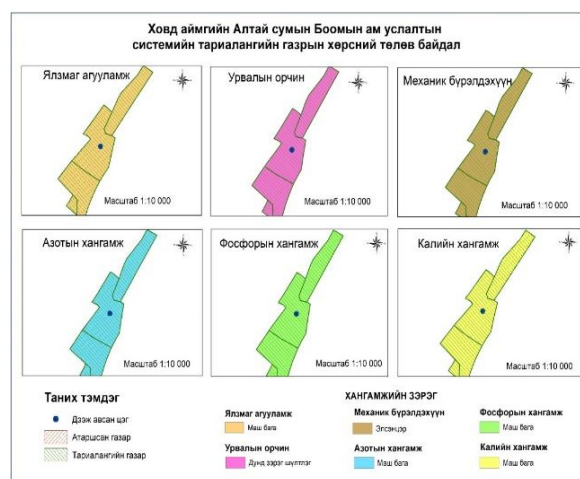 Ховд аймгийн Алтай сумын Боомын ам услалтын
системийн тариалангийн газрын хөрсний төлөв байдал
Ялзмаг агууламж
Масштаб 1:10 000
Урвалын орчин
Масштаб 1:10 000
Механик бүрэлдэхүүн
Масштаб 1:10 000
Азотын хангамж
Масштаб 1:10 000
Фосфорын хангамж
Масштаб 1:10 000
Калийн хангамж
Масштаб 1:10 000
Таних тэмдэг
Дээж авсан цэг
Атаршсан газар
Тариалангийн газар
ХАНГАМЖИЙН ЗЭРЭГ
Ялзмаг агууламж
Маш бага
Механик бүрэлдэхүүн
Элсэнцэр
Фосфорын хангамж
Маш бага
Урвалын орчин
Дунд зэрэг шүлтлэг
Азотын хангамж
Маш бага
Калийн хангамж
Маш бага